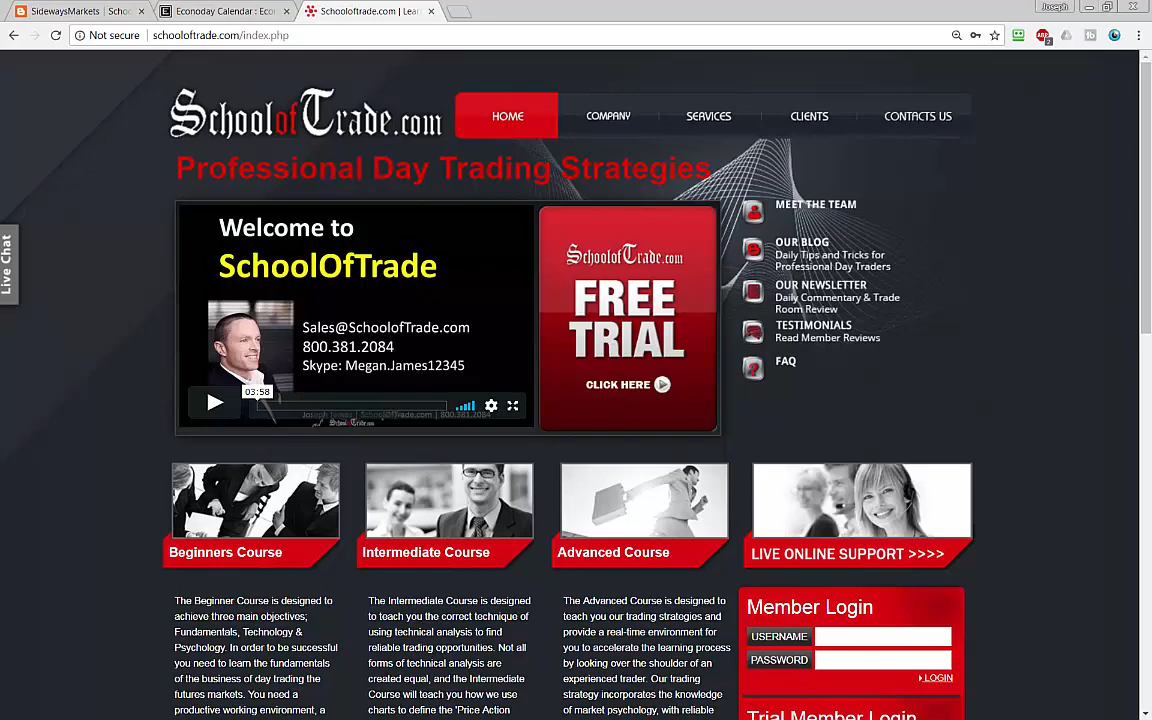 SidewaysMarkets | Schoo
Econoday Calendar : Econ
Schooloftrade.com | Lear
Joseph
Not secure
schooloftrade.com/index.php
SchoolofTrade.com
HOME
COMPANY
SERVICES
CLIENTS
CONTACTS US
Professional Day Trading Strategies
Welcome to
SchoolOfTrade
Sales@SchoolofTrade.com
800.381.2084
Skype: Megan.James12345
03:58
Joseph James | SchoolOfTrade.com | 800.381.2084
SchoolofTrade.com
SchoolofTrade.com
FREE
TRIAL
CLICK HERE
MEET THE TEAM
OUR BLOG
Daily Tips and Tricks for
Professional Day Traders
OUR NEWSLETTER
Daily Commentary & Trade
Room Review
TESTIMONIALS
Read Member Reviews
FAQ
Live Chat
Beginners Course
Intermediate Course
Advanced Course
LIVE ONLINE SUPPORT >>>>
The Beginner Course is designed to
achieve three main objectives;
Fundamentals, Technology &
Psychology. In order to be successful
you need to learn the fundamentals
of the business of day trading the
futures markets. You need a
productive working environment, a
The Intermediate Course is designed
to teach you the correct technique of
using technical analysis to find
reliable trading opportunities. Not all
forms of technical analysis are
created equal, and the Intermediate
Course will teach you how we use
charts to define the 'Price Action
The Advanced Course is designed to
teach you our trading strategies and
provide a real-time environment for
you to accelerate the learning process
by looking over the shoulder of an
experienced trader. Our trading
strategy incorporates the knowledge
of market psychology, with reliable
Member Login
USERNAME
PASSWORD
LOGIN
Trial Member Login